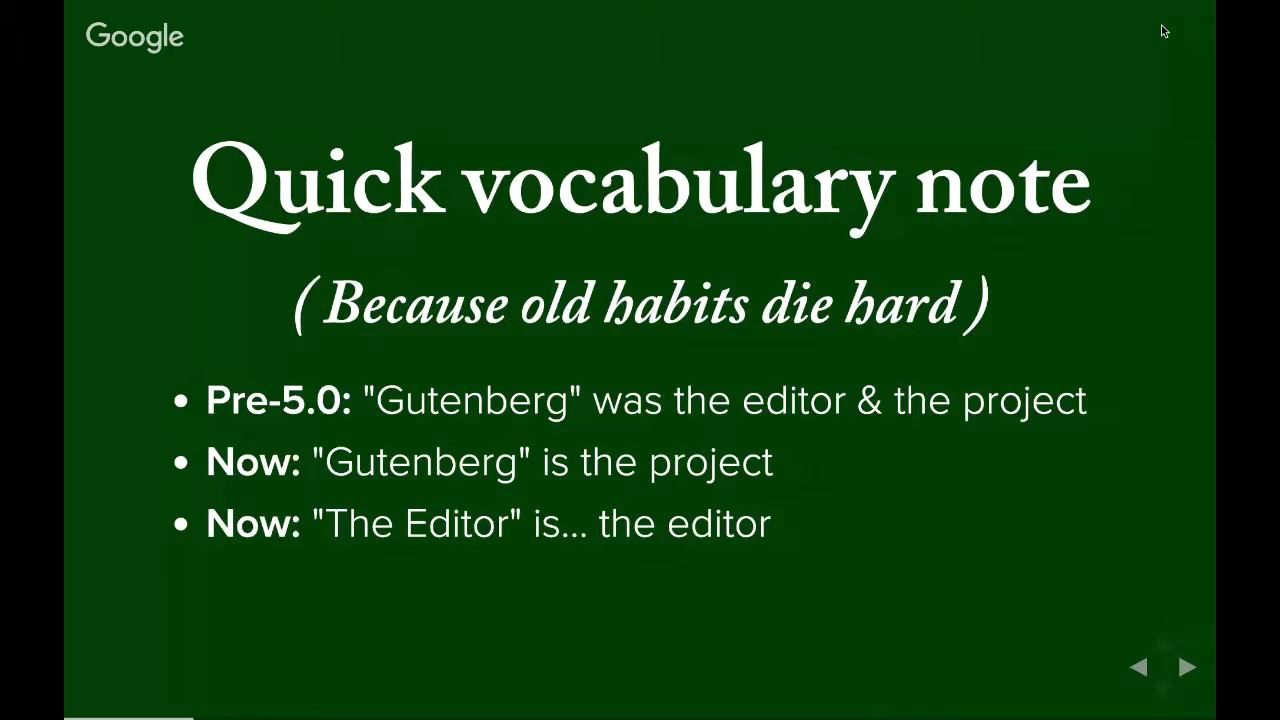 Google
Quick vocabulary note
( Because old habits die hard )
• Pre-5.0: "Gutenberg" was the editor & the project
• Now: "Gutenberg" is the project
• Now: "The Editor" is... the editor